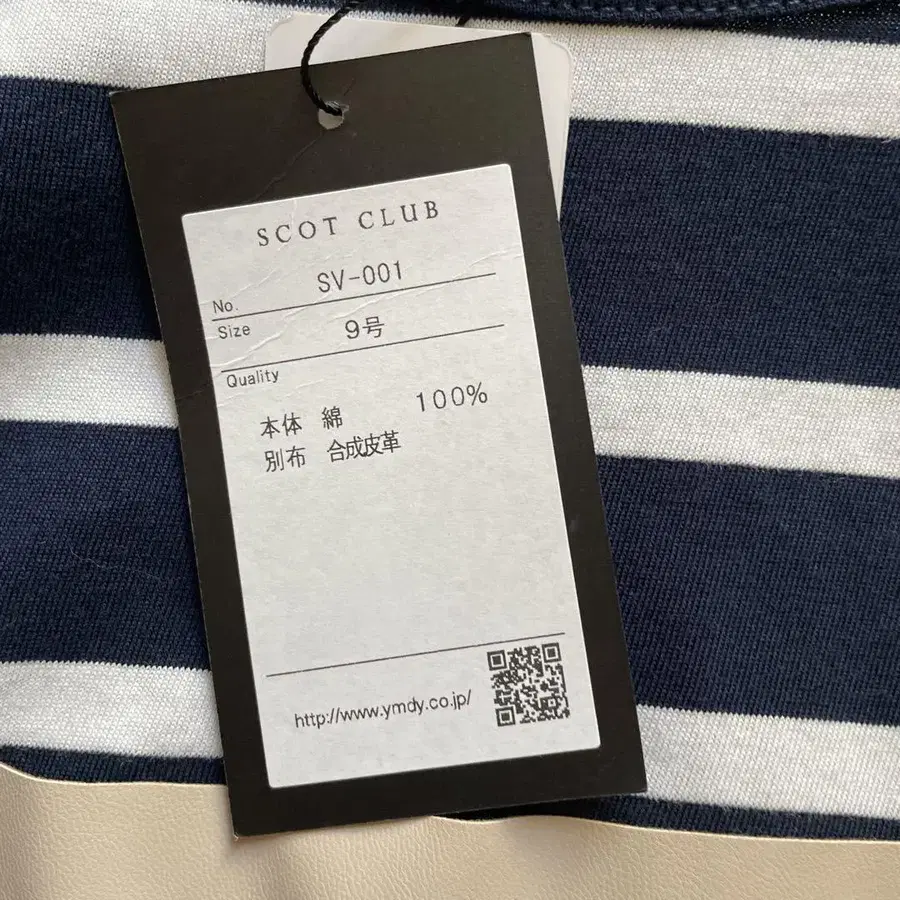 SCOT CLUB
No. SV-001
Size 9号
Quality
本体 綿 100%
別布 合成皮革
http://www.ymdy.co.jp/